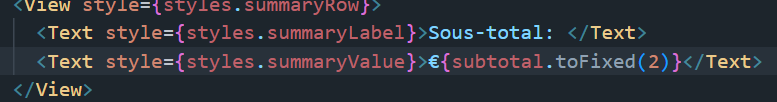 <View style={styles.summaryRow}>
<Text style={styles.summaryLabel}>Sous-total: </Text>
<Text style={styles.summaryValue}>€{subtotal.toFixed(2)}</Text>
</View>